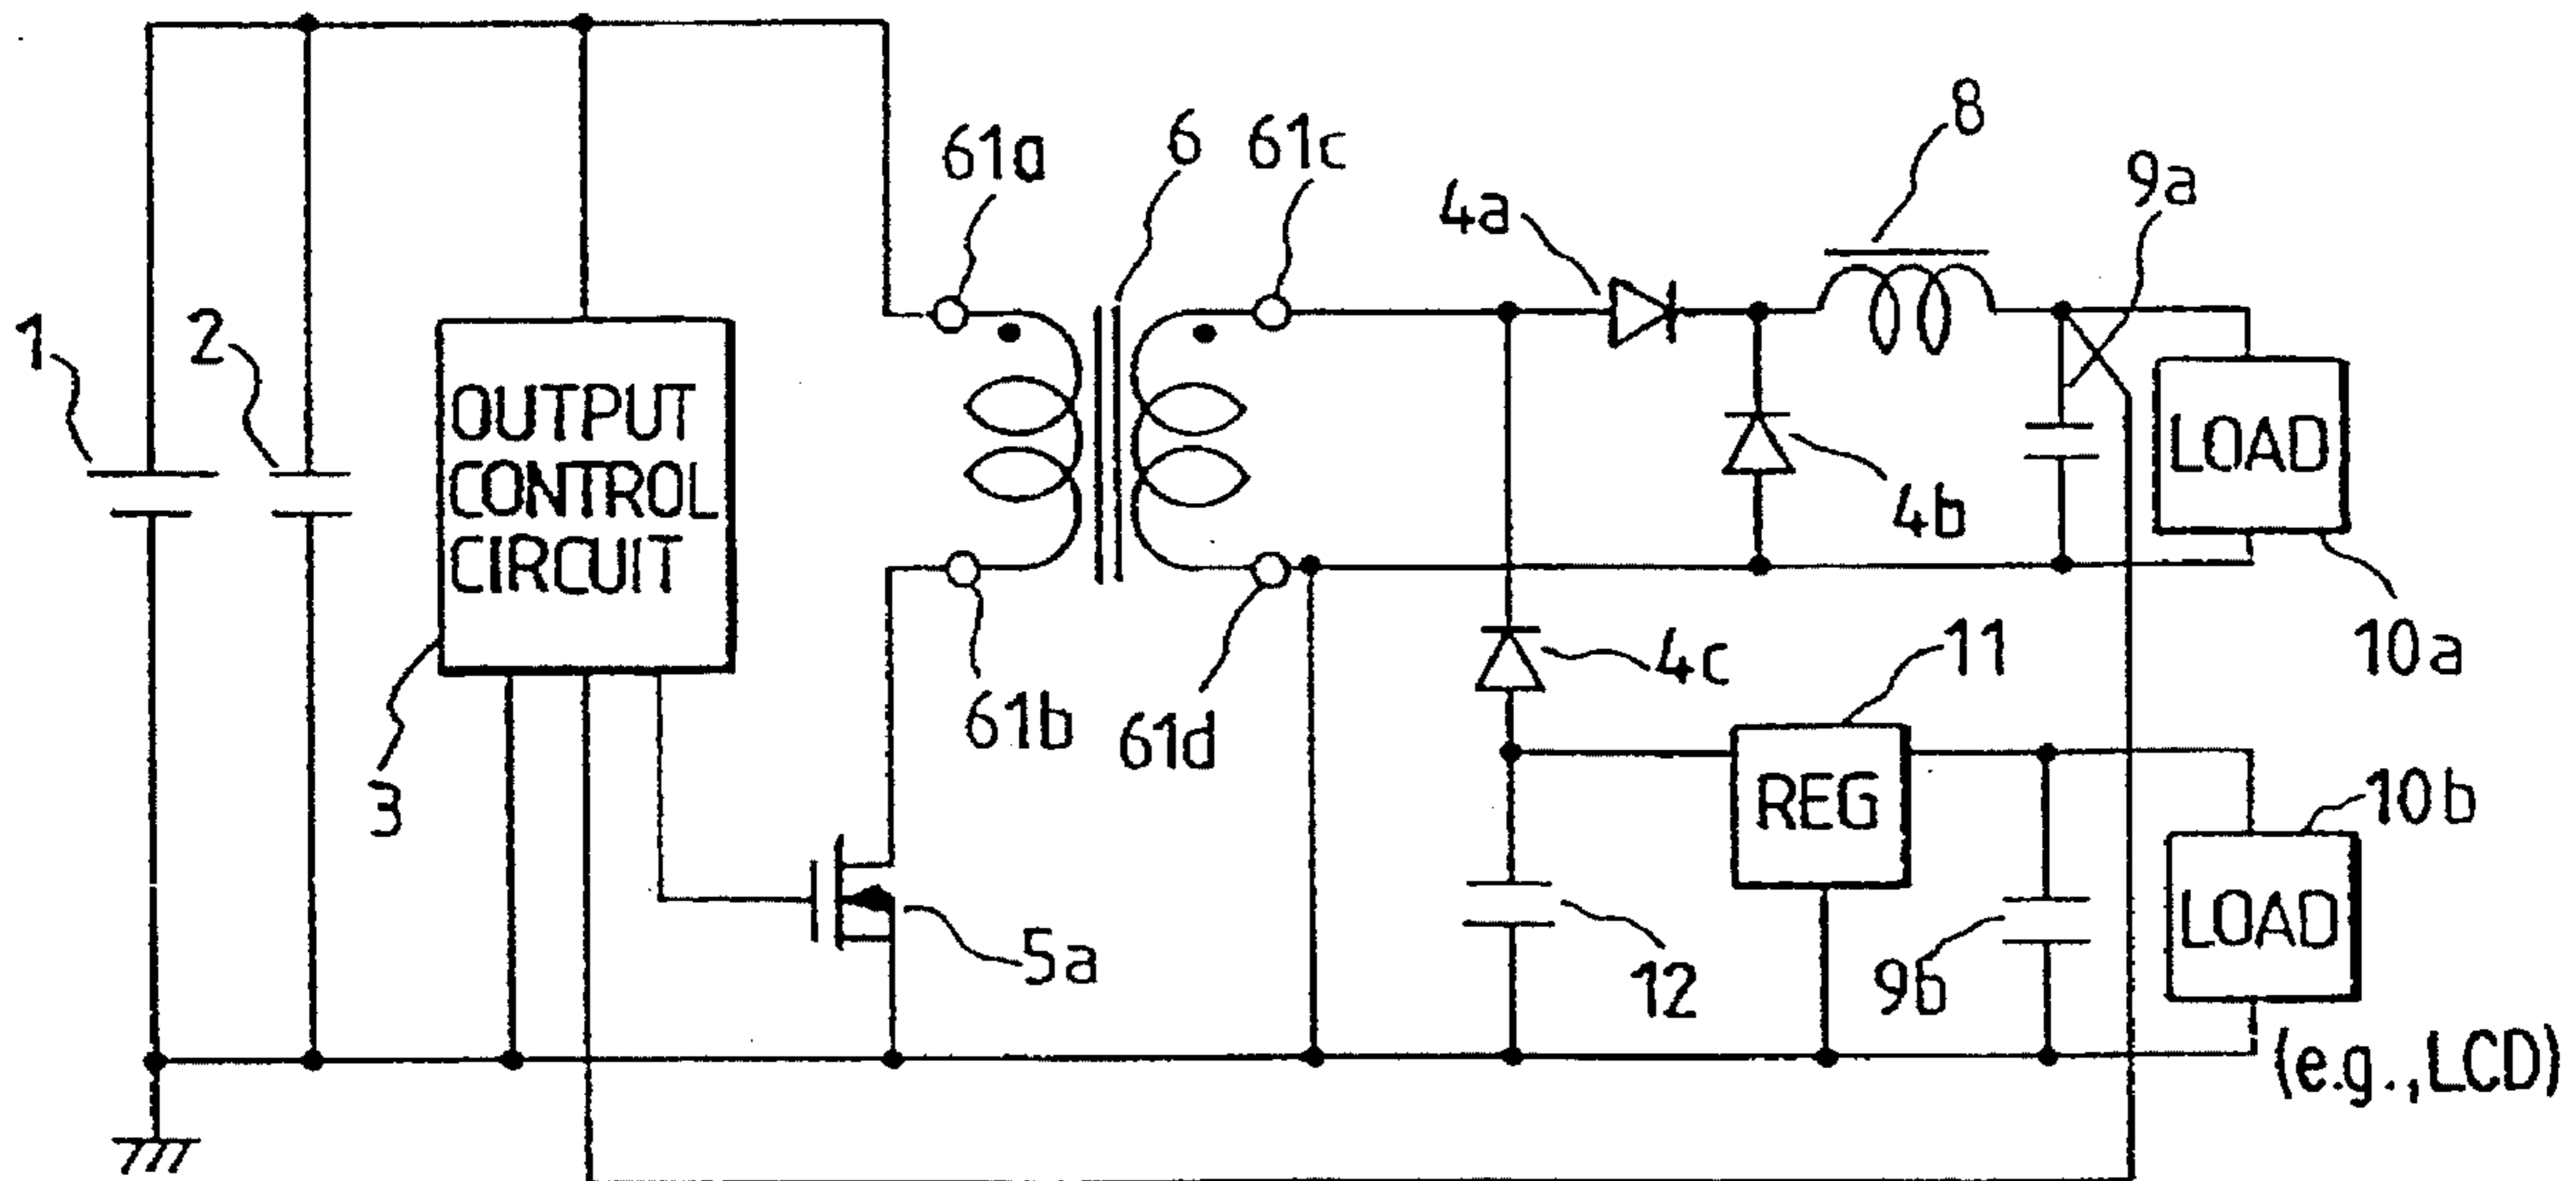 8
61a
6
61c
9a
4a
1
2
OUTPUT
CONTROL
CIRCUIT
LOAD
4b
10a
4c
11
61b
61d
3
REG
10b
LOAD
5a
12
9b
(e.g.,LCD)